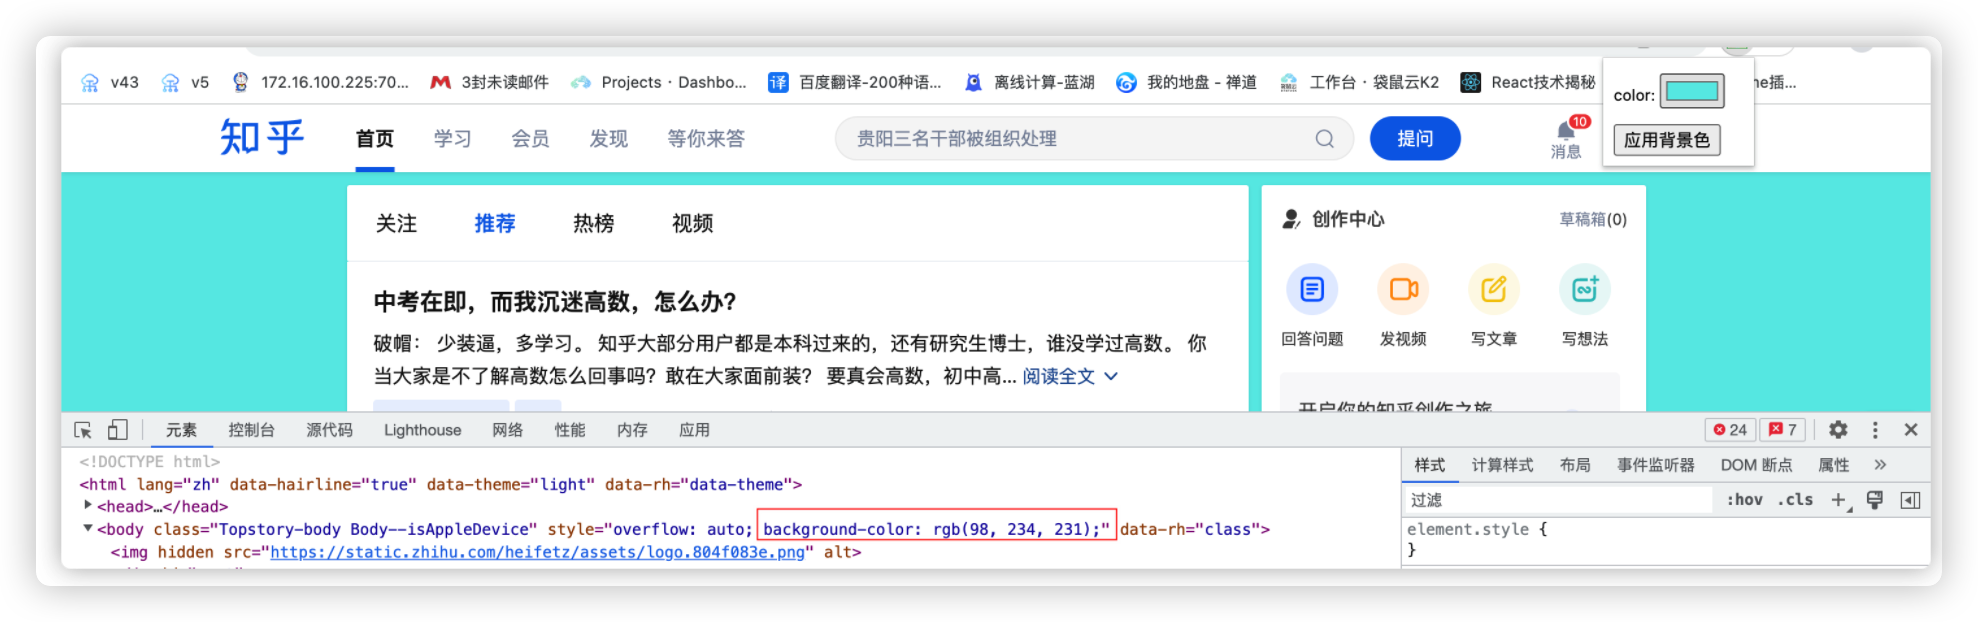 v43 v5 172.16.100.225:70... 3封未读邮件 Projects · Dashbo... 译 百度翻译-200种语... 离线计算-蓝湖 我的地盘 - 禅道 工作台 · 袋鼠云K2 React技术揭秘 ne插...
color:
应用背景色
知乎 首页 学习 会员 发现 等你来答 贵阳三名干部被组织处理 提问 10 消息
关注 推荐 热榜 视频
创作中心 草稿箱(0)
中考在即，而我沉迷高数，怎么办？
破帽： 少装逼，多学习。 知乎大部分用户都是本科过来的，还有研究生博士，谁没学过高数。 你
当大家是不了解高数怎么回事吗？敢在大家面前装？ 要真会高数，初中高... 阅读全文
回答问题 发视频 写文章 写想法
开启你的知乎创作之旅
元素 控制台 源代码 Lighthouse 网络 性能 内存 应用 24 7
<!DOCTYPE html>
<html lang="zh" data-hairline="true" data-theme="light" data-rh="data-theme">
<head>…</head>
<body class="Topstory-body Body--isAppleDevice" style="overflow: auto; background-color: rgb(98, 234, 231);" data-rh="class">
<img hidden src="https://static.zhihu.com/heifetz/assets/logo.804f083e.png" alt>
样式 计算样式 布局 事件监听器 DOM 断点 属性 »
过滤 :hov .cls +
element.style {
}